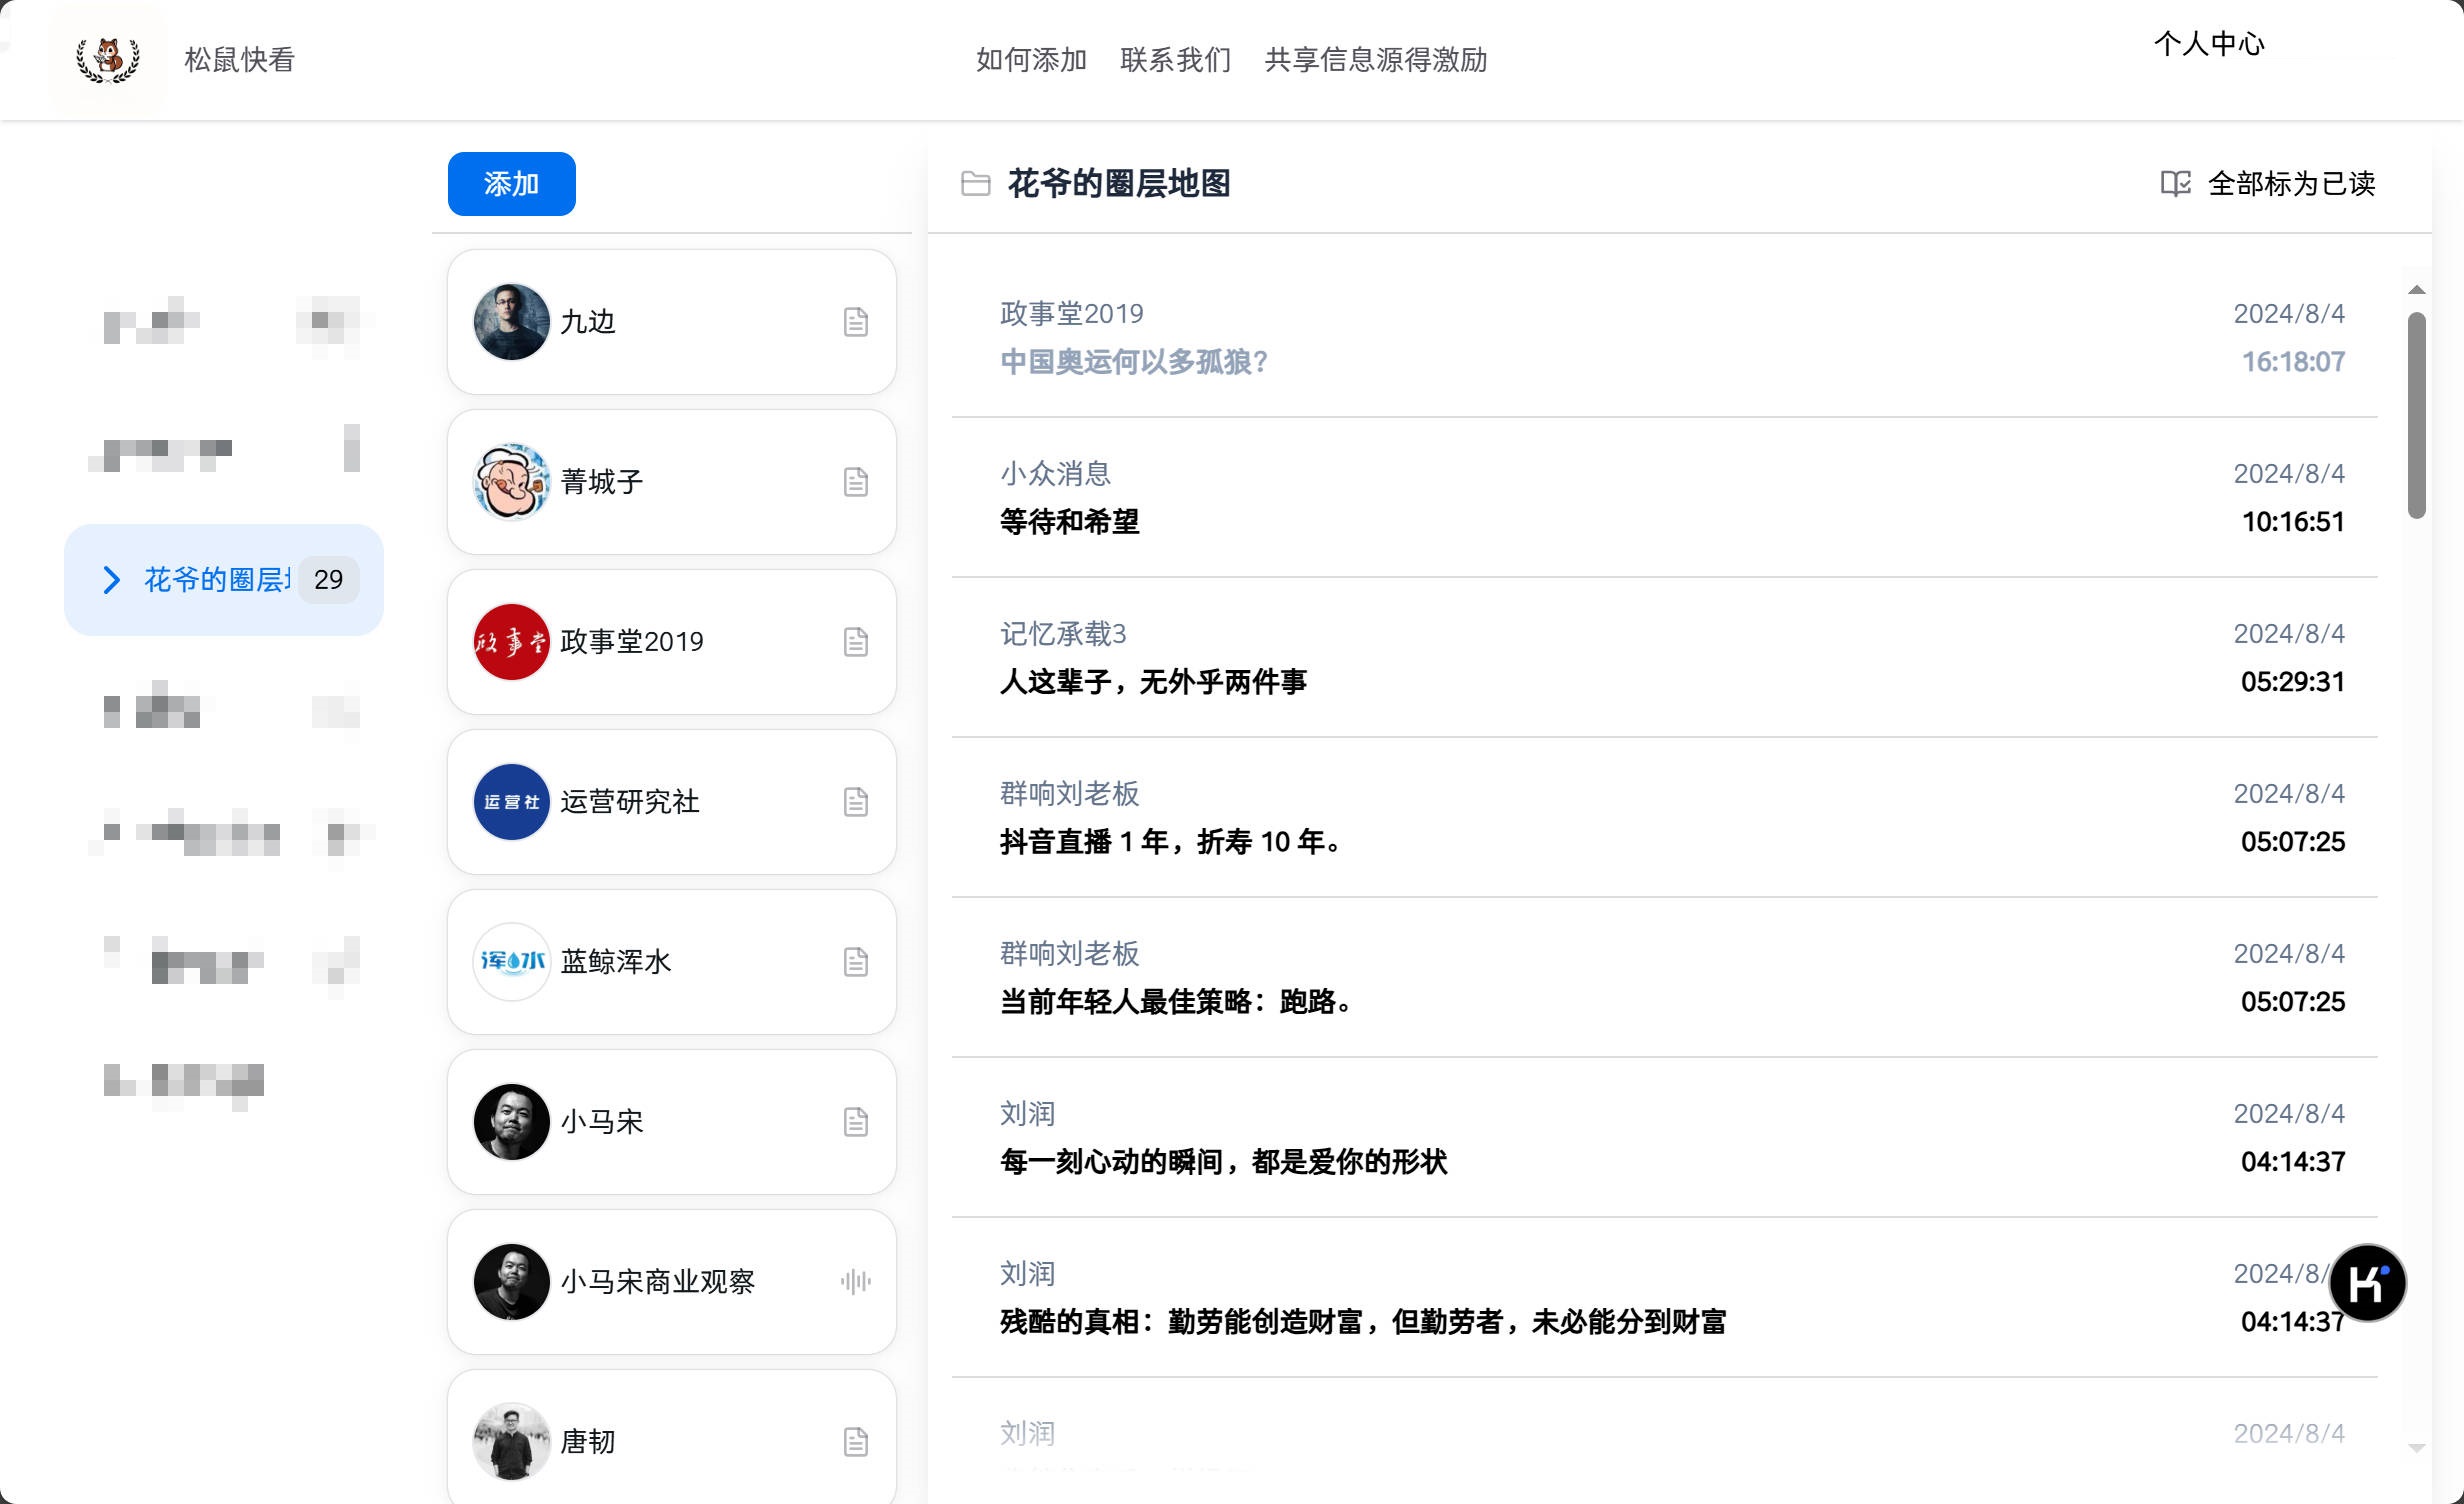 松鼠快看
如何添加 联系我们 共享信息源得激励
个人中心
花爷的圈层
29
添加
九边
菁城子
政事堂
政事堂2019
运营社
运营研究社
浑水
蓝鲸浑水
小马宋
小马宋商业观察
唐韧
花爷的圈层地图
全部标为已读
政事堂2019 2024/8/4
中国奥运何以多孤狼? 16:18:07
小众消息 2024/8/4
等待和希望 10:16:51
记忆承载3 2024/8/4
人这辈子，无外乎两件事 05:29:31
群响刘老板 2024/8/4
抖音直播 1 年，折寿 10 年。 05:07:25
群响刘老板 2024/8/4
当前年轻人最佳策略：跑路。 05:07:25
刘润 2024/8/4
每一刻心动的瞬间，都是爱你的形状 04:14:37
刘润 2024/8/
残酷的真相：勤劳能创造财富，但勤劳者，未必能分到财富 04:14:37
K
刘润 2024/8/4